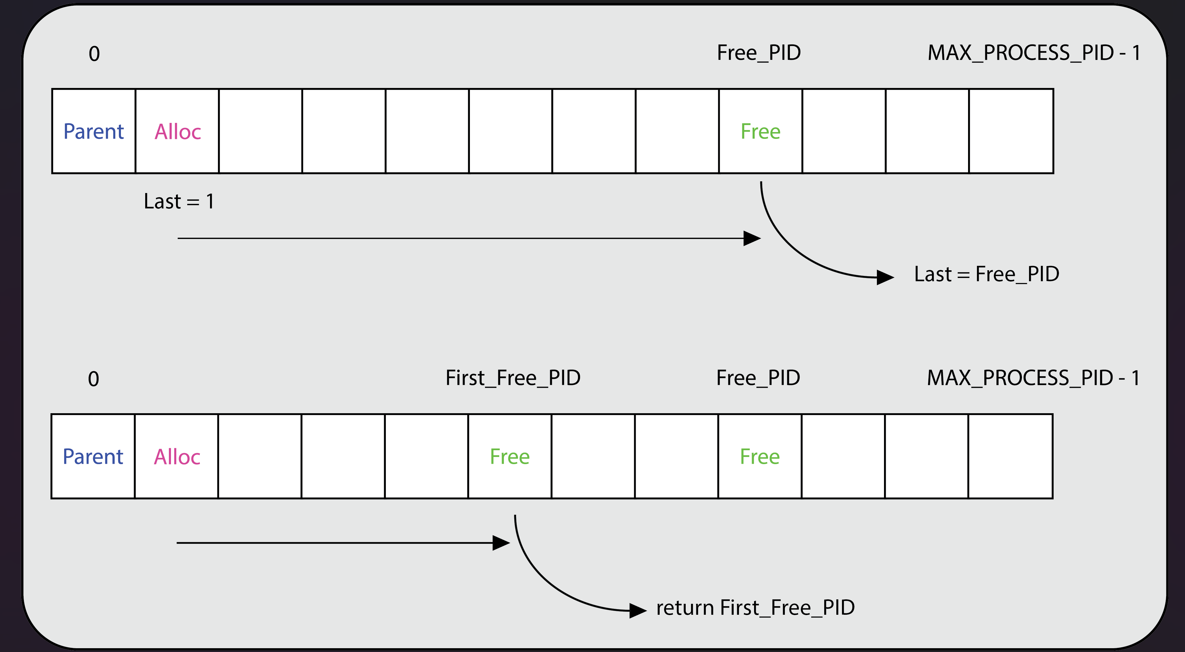 0 Free_PID MAX_PROCESS_PID - 1
Parent Alloc Free
Last = 1
Last = Free_PID
0 First_Free_PID Free_PID MAX_PROCESS_PID - 1
Parent Alloc Free Free
return First_Free_PID